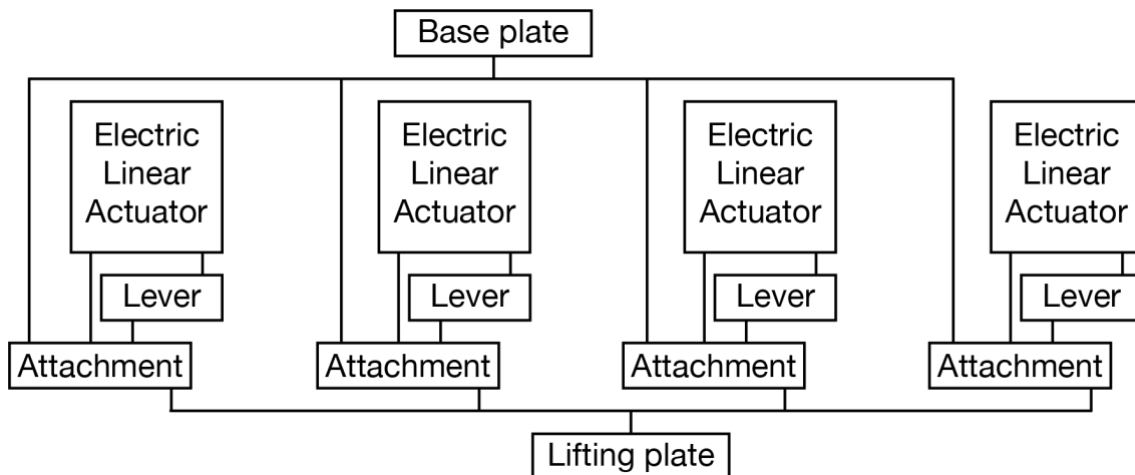 Base plate
Electric
Linear
Actuator
Electric
Linear
Actuator
Electric
Linear
Actuator
Electric
Linear
Actuator
Lever
Lever
Lever
Lever
Attachment
Attachment
Attachment
Attachment
Lifting plate